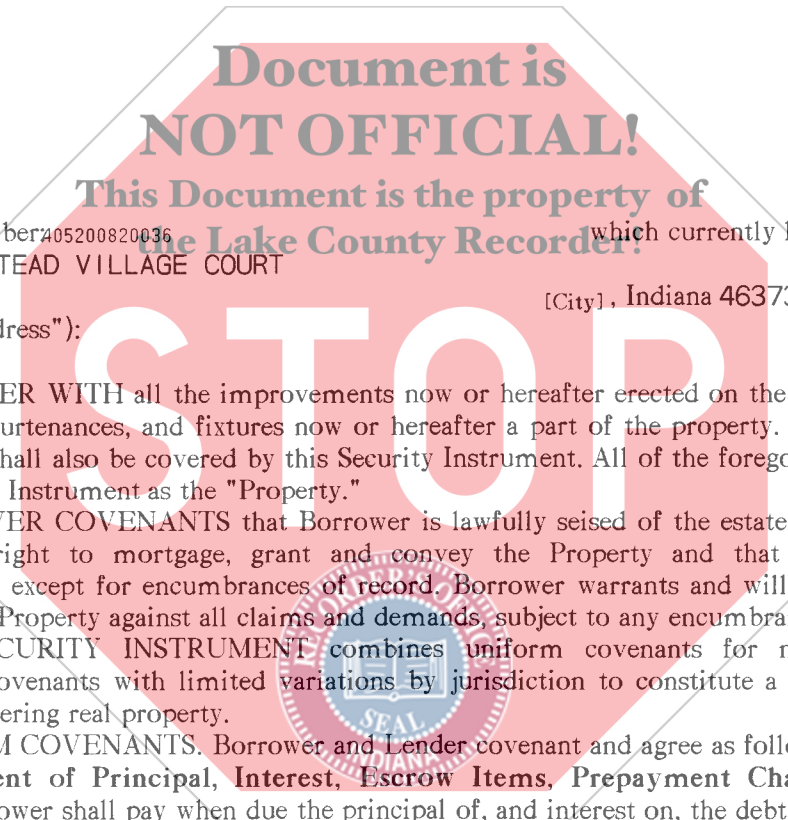 Document is
NOT OFFICIAL!
This Document is the property of
the Lake County Recorder!
ber: 405200820036 which currently h
TEAD VILLAGE COURT
[City] , Indiana 46373
dress"):
STOP
ER WITH all the improvements now or hereafter erected on the
urtenances, and fixtures now or hereafter a part of the property.
hall also be covered by this Security Instrument. All of the forego
Instrument as the "Property."
VER COVENANTS that Borrower is lawfully seised of the estate
right to mortgage, grant and convey the Property and that
except for encumbrances of record. Borrower warrants and will
Property against all claims and demands, subject to any encumbra
CURITY INSTRUMENT combines uniform covenants for n
ovenants with limited variations by jurisdiction to constitute a
ering real property.
M COVENANTS. Borrower and Lender covenant and agree as follo
ent of Principal, Interest, Escrow Items, Prepayment Cha
ower shall pay when due the principal of, and interest on, the debt
RECORDER OFFICE
SEAL
INDIANA